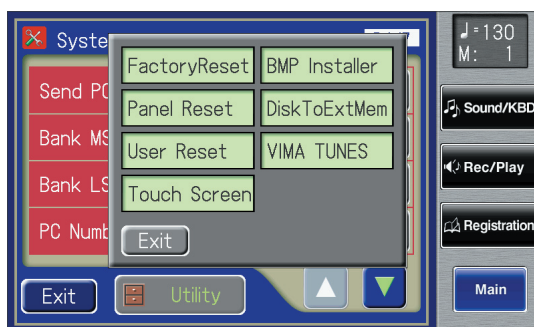 Syste
FactoryReset
BMP Installer
Panel Reset
DiskToExtMem
User Reset
VIMA TUNES
Touch Screen
Exit
Send PC
Bank MS
Bank LS
PC Numb
Exit
Utility
♩=130
M: 1
Sound/KBD
Rec/Play
Registration
Main